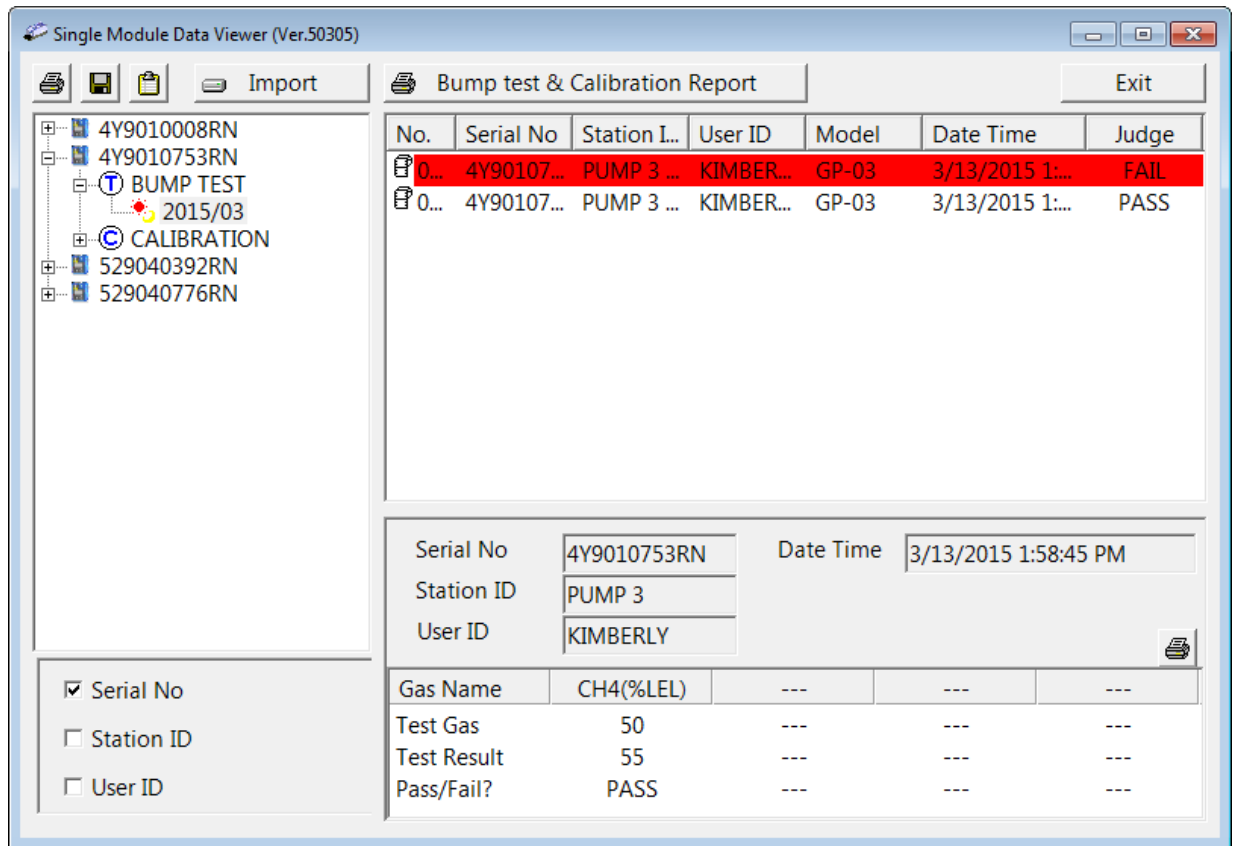 Single Module Data Viewer (Ver.50305)
Import
Bump test & Calibration Report
Exit
4Y9010008RN
4Y9010753RN
T BUMP TEST
2015/03
C CALIBRATION
529040392RN
529040776RN
No. Serial No Station I... User ID Model Date Time Judge
0... 4Y90107... PUMP 3 ... KIMBER... GP-03 3/13/2015 1:... FAIL
0... 4Y90107... PUMP 3 ... KIMBER... GP-03 3/13/2015 1:... PASS
Serial No 4Y9010753RN Date Time 3/13/2015 1:58:45 PM
Station ID PUMP 3
User ID KIMBERLY
Serial No
Station ID
User ID
Gas Name CH4(%LEL) --- --- ---
Test Gas 50 --- --- ---
Test Result 55 --- --- ---
Pass/Fail? PASS --- --- ---